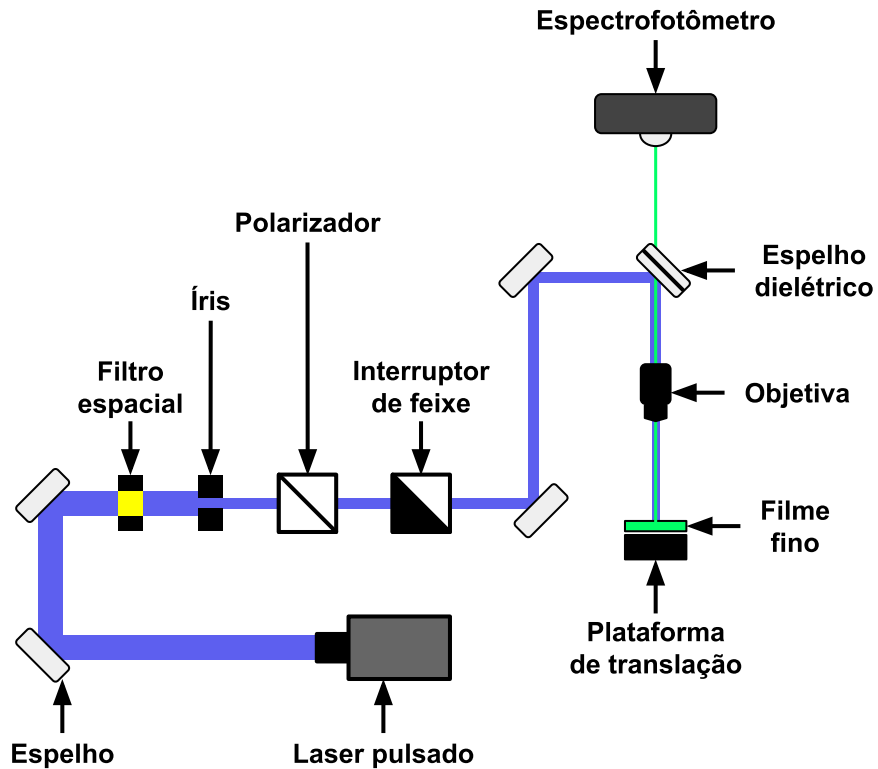 Espectrofotômetro
Polarizador
Espelho
dielétrico
Íris
Filtro
espacial
Interruptor
de feixe
Objetiva
Filme
fino
Plataforma
de translação
Espelho
Laser pulsado